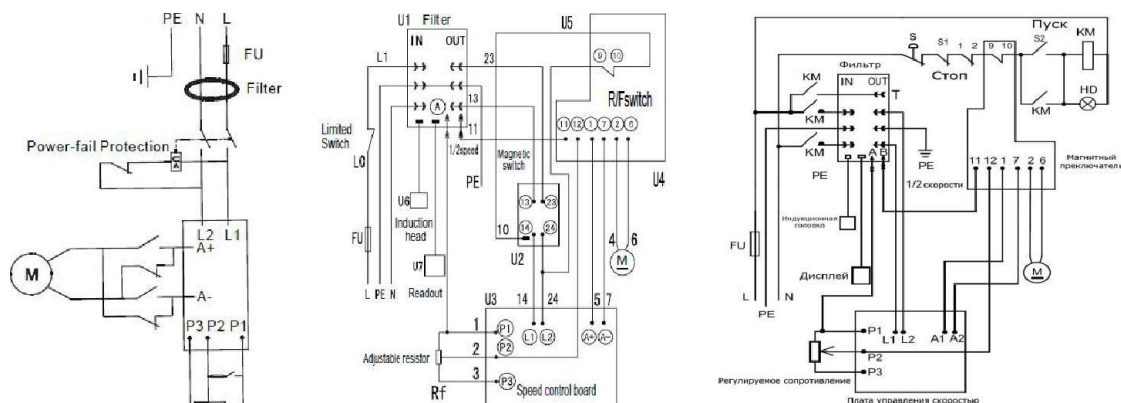 PE N L
FU
Filter
Power-fail Protection
L2 L1
A+
M
A-
P3 P2 P1
U1 Filter
U5
IN OUT
L1
23
9 10
13
A
R/Fswitch
11
11 12 1 7 2 6
Limited
Switch
1/2speed
Magnetic
switch
LC
PE
U4
U6
13 23
Induction
head
10
14 24
4 6
FU
U2
M
U7
L PE N
Readout
U3
14 24
5 7
1
P1
L1 L2
A+ A-
P2
Adjustable resistor
2
3
P3
Rf
Speed control board
Пуск
S
S1 1 2 9 10
S2
KM
Стоп
Фильтр
KM
IN OUT
T
KM
HD
KM
KM
A B
PE
PE
1/2 скорости
11 12 1 7 2 6
Магнитный
преключатель
Индукционная
головка
FU
Дисплей
M
L
N
PE
P1
L1 L2
A1 A2
P2
P3
Регулируемое сопротивление
Плата управления скоростью